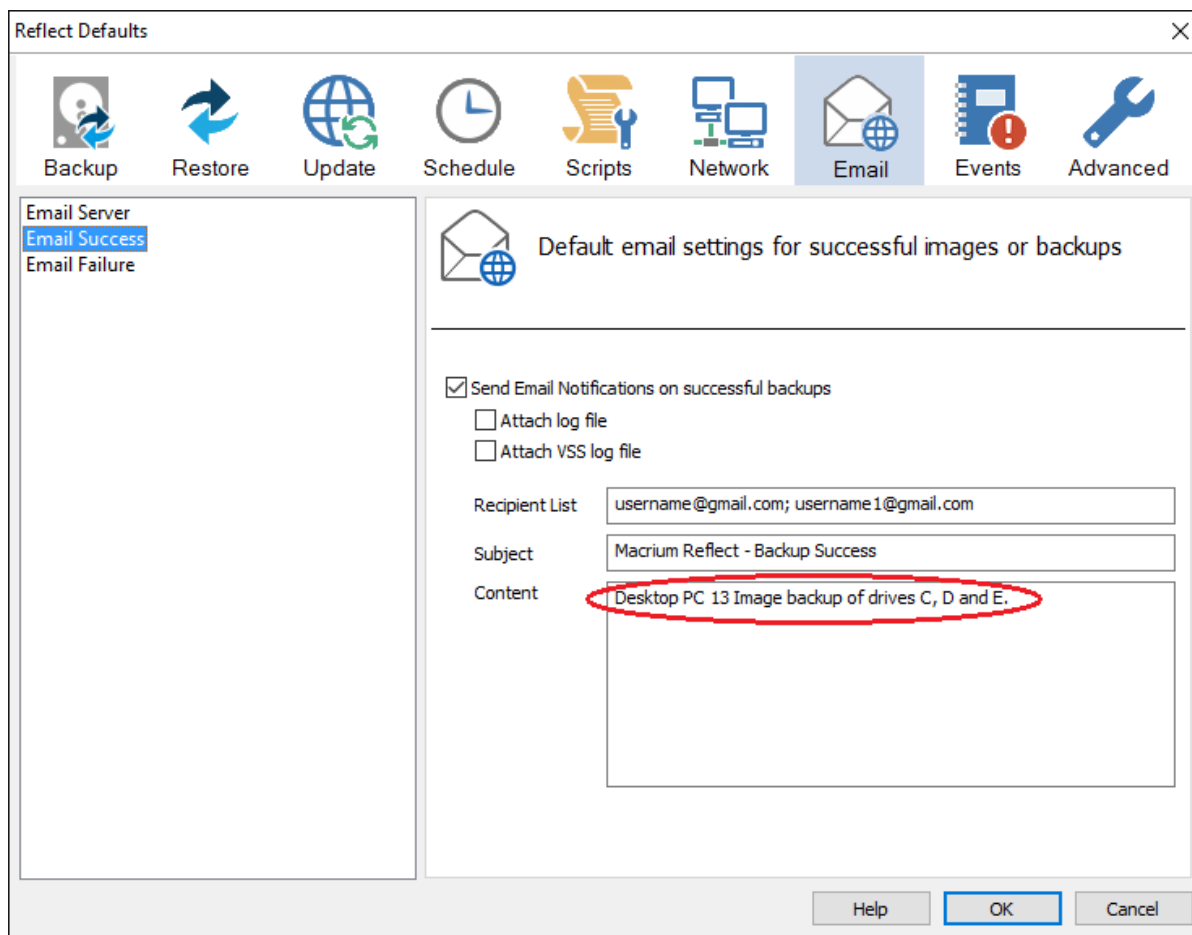 Reflect Defaults
Backup Restore Update Schedule Scripts Network Email Events Advanced
Email Server
Email Success
Email Failure
Default email settings for successful images or backups
Send Email Notifications on successful backups
Attach log file
Attach VSS log file
Recipient List username@gmail.com; username1@gmail.com
Subject Macrium Reflect - Backup Success
Content Desktop PC 13 Image backup of drives C, D and E.
Help OK Cancel